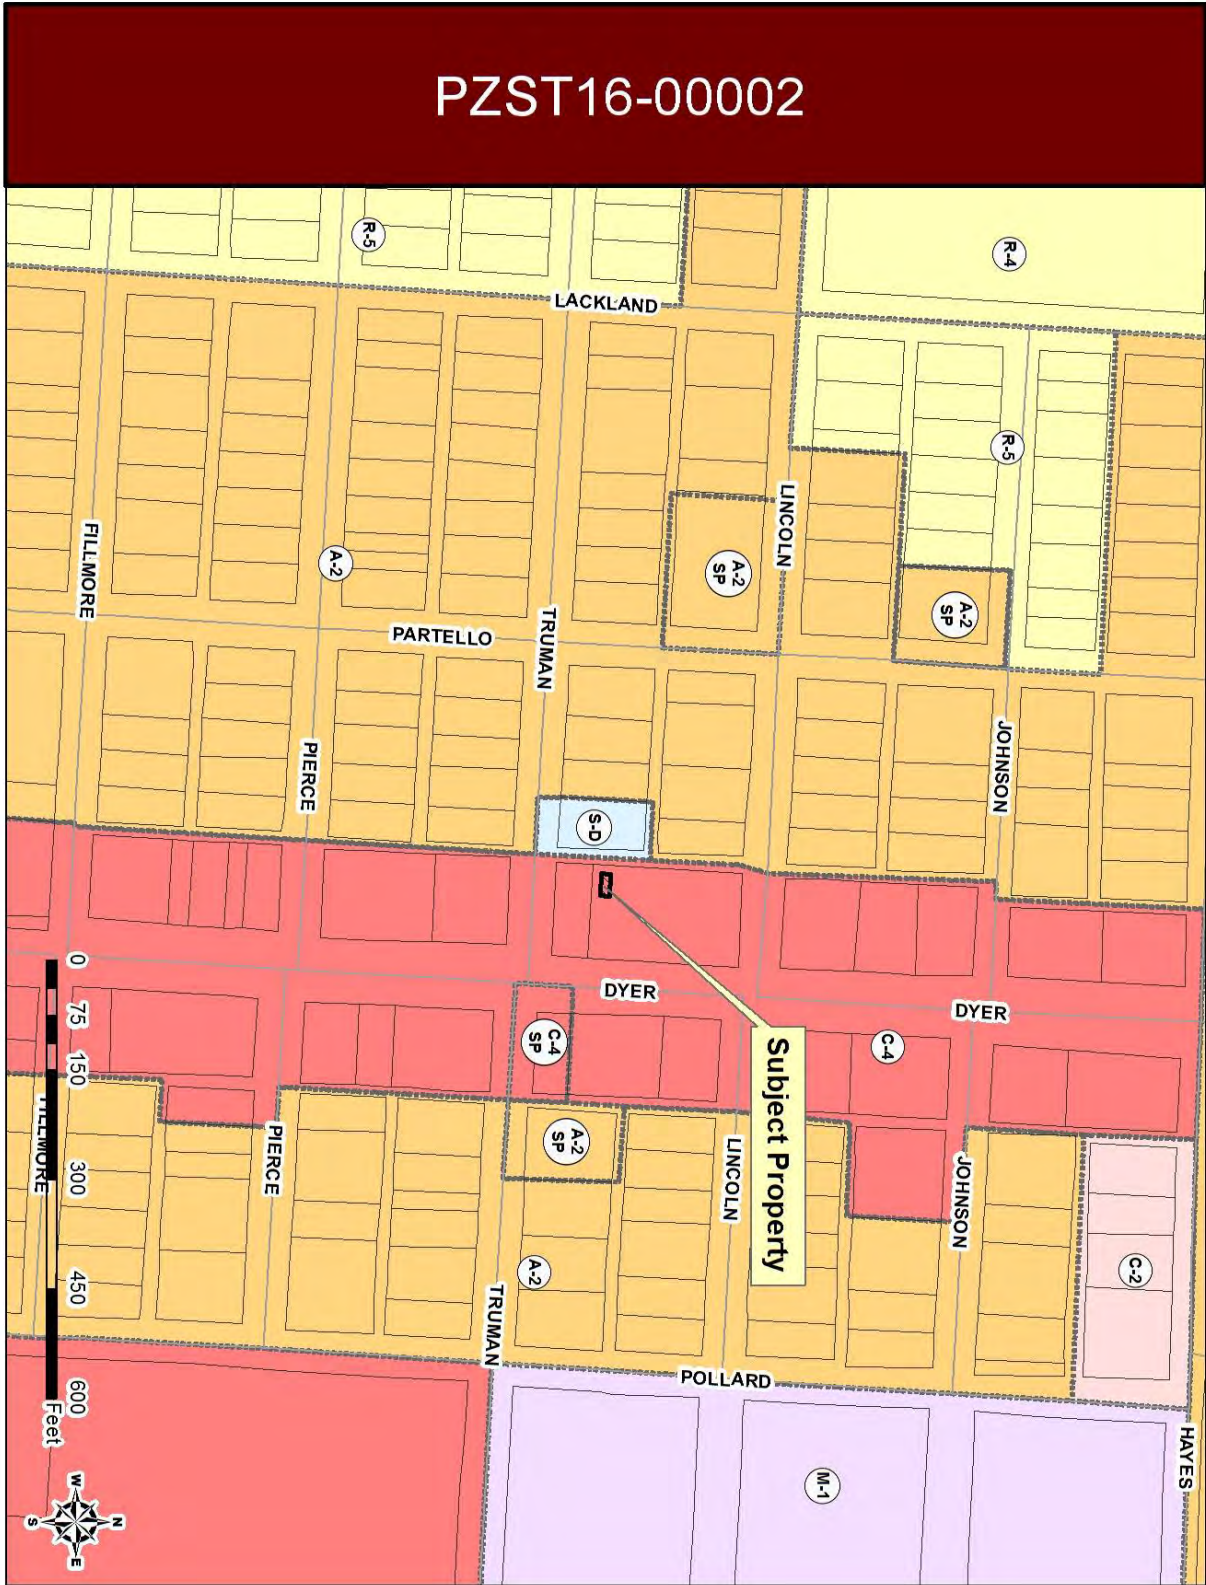 PZST16-00002
R-5
R-4
LACKLAND
R-5
LINCOLN
FILLMORE
A-2
A-2
SP
A-2
SP
PARTELLO
TRUMAN
PIERCE
JOHNSON
S-D
DYER
DYER
C-4
SP
C-4
Subject Property
A-2
SP
PIERCE
LINCOLN
JOHNSON
FILLMORE
A-2
C-2
TRUMAN
POLLARD
HAYES
M-1
0 75 150 300 450 600
Feet
N
W
E
S